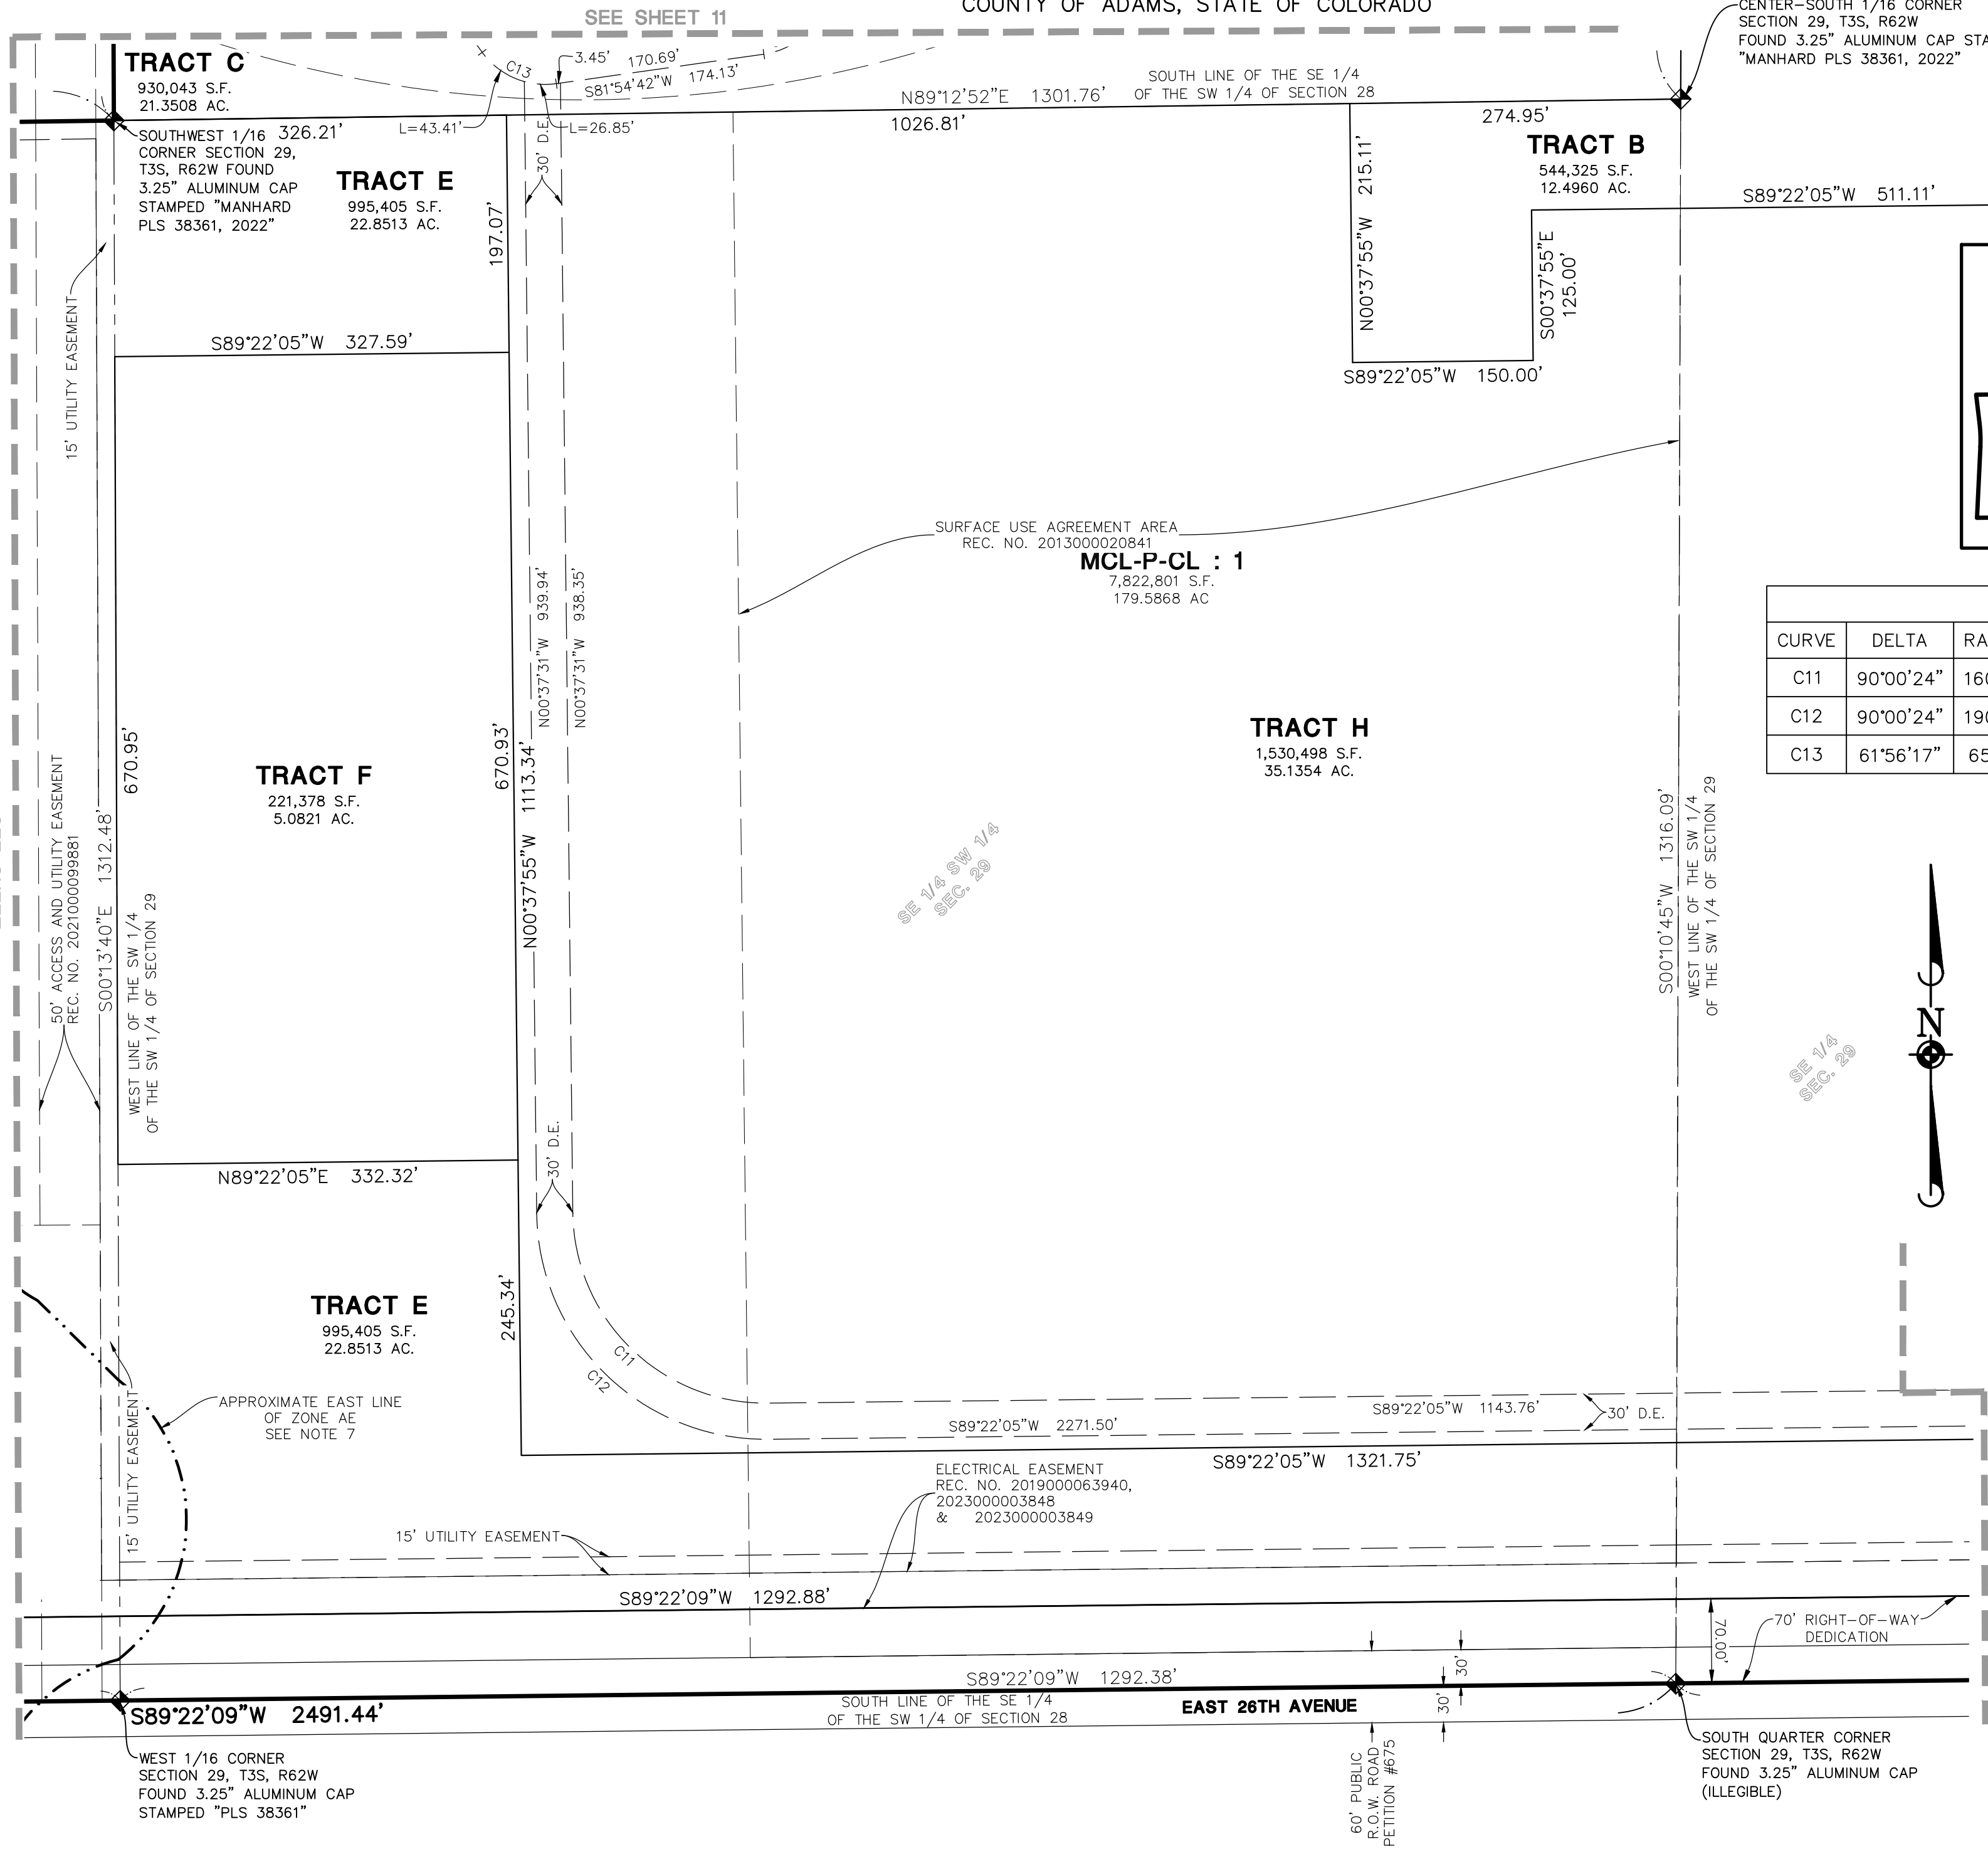 SEE SHEET 11
COUNTY OF ADAMS, STATE OF COLORADO
CENTER-SOUTH 1/16 CORNER
SECTION 29, T3S, R62W
FOUND 3.25" ALUMINUM CAP STA
"MANHARD PLS 38361, 2022"
TRACT C
930,043 S.F.
21.3508 AC.
SOUTHWEST 1/16
CORNER SECTION 29,
T3S, R62W FOUND
3.25" ALUMINUM CAP
STAMPED "MANHARD
PLS 38361, 2022"
326.21'
C13
3.45'
170.69'
S81°54'42"W 174.13'
L=43.41'
L=26.85'
30' D.E.
N89°12'52"E 1301.76'
SOUTH LINE OF THE SE 1/4
OF THE SW 1/4 OF SECTION 28
1026.81'
274.95'
TRACT B
544,325 S.F.
12.4960 AC.
S89°22'05"W 511.11'
TRACT E
995,405 S.F.
22.8513 AC.
197.07'
N00°37'55"W 215.11'
S00°37'55"E
125.00'
S89°22'05"W 150.00'
15' UTILITY EASEMENT
S89°22'05"W 327.59'
SURFACE USE AGREEMENT AREA
REC. NO. 2013000020841
MCL-P-CL : 1
7,822,801 S.F.
179.5868 AC
N00°37'31"W 939.94'
N00°37'31"W 938.35'
CURVE DELTA RA
C11 90°00'24" 160
C12 90°00'24" 190
C13 61°56'17" 65
TRACT H
1,530,498 S.F.
35.1354 AC.
TRACT F
221,378 S.F.
5.0821 AC.
670.95'
670.93'
N00°37'55"W 1113.34'
50' ACCESS AND UTILITY EASEMENT
REC. NO. 2021000099881
S00°13'40"E 1312.48'
WEST LINE OF THE SW 1/4
OF THE SW 1/4 OF SECTION 29
SE 1/4 SW 1/4
SEC. 29
S00°10'45"W 1316.09'
WEST LINE OF THE SW 1/4
OF THE SW 1/4 OF SECTION 29
SE 1/4
SEC. 29
N
N89°22'05"E 332.32'
30' D.E.
TRACT E
995,405 S.F.
22.8513 AC.
245.34'
C11
C12
APPROXIMATE EAST LINE
OF ZONE AE
SEE NOTE 7
15' UTILITY EASEMENT
S89°22'05"W 2271.50'
S89°22'05"W 1143.76'
30' D.E.
S89°22'05"W 1321.75'
ELECTRICAL EASEMENT
REC. NO. 2019000063940,
2023000003848
& 2023000003849
15' UTILITY EASEMENT
S89°22'09"W 1292.88'
70.00'
70' RIGHT-OF-WAY
DEDICATION
S89°22'09"W 1292.38'
30'
30'
S89°22'09"W 2491.44'
SOUTH LINE OF THE SE 1/4
OF THE SW 1/4 OF SECTION 28
EAST 26TH AVENUE
60' PUBLIC
R.O.W. ROAD
PETITION #675
WEST 1/16 CORNER
SECTION 29, T3S, R62W
FOUND 3.25" ALUMINUM CAP
STAMPED "PLS 38361"
SOUTH QUARTER CORNER
SECTION 29, T3S, R62W
FOUND 3.25" ALUMINUM CAP
(ILLEGIBLE)